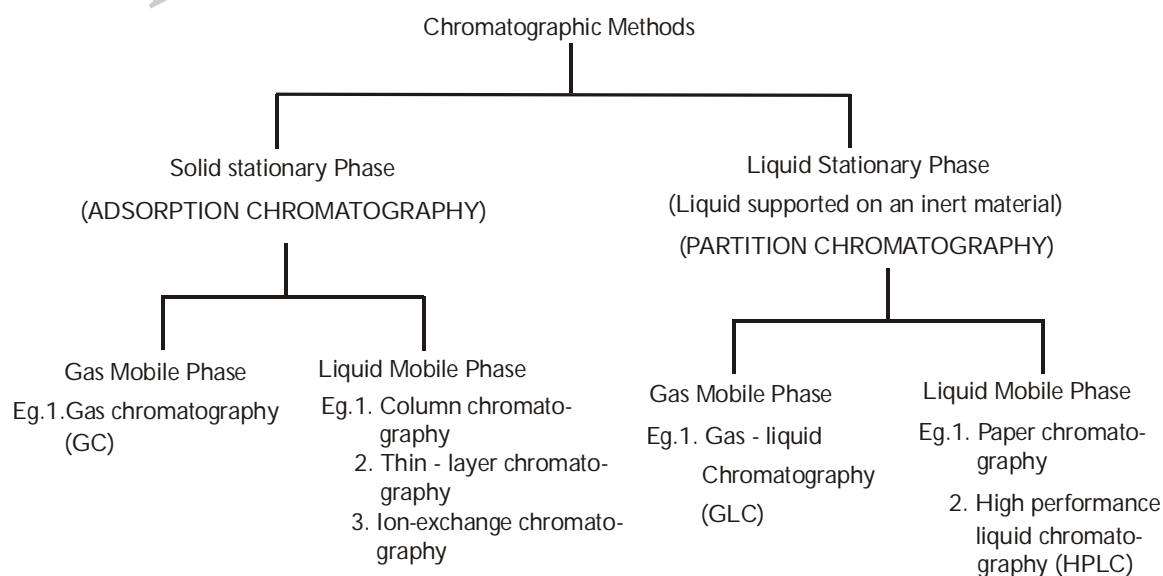 Chromatographic Methods
Solid stationary Phase
(ADSORPTION CHROMATOGRAPHY)
Liquid Stationary Phase
(Liquid supported on an inert material)
(PARTITION CHROMATOGRAPHY)
Gas Mobile Phase
Eg.1.Gas chromatography
(GC)
Liquid Mobile Phase
Eg.1. Column chromato-
graphy
2. Thin - layer chromato-
graphy
3. Ion-exchange chromato-
graphy
Gas Mobile Phase
Eg.1. Gas - liquid
Chromatography
(GLC)
Liquid Mobile Phase
Eg.1. Paper chromato-
graphy
2. High performance
liquid chromato-
graphy (HPLC)